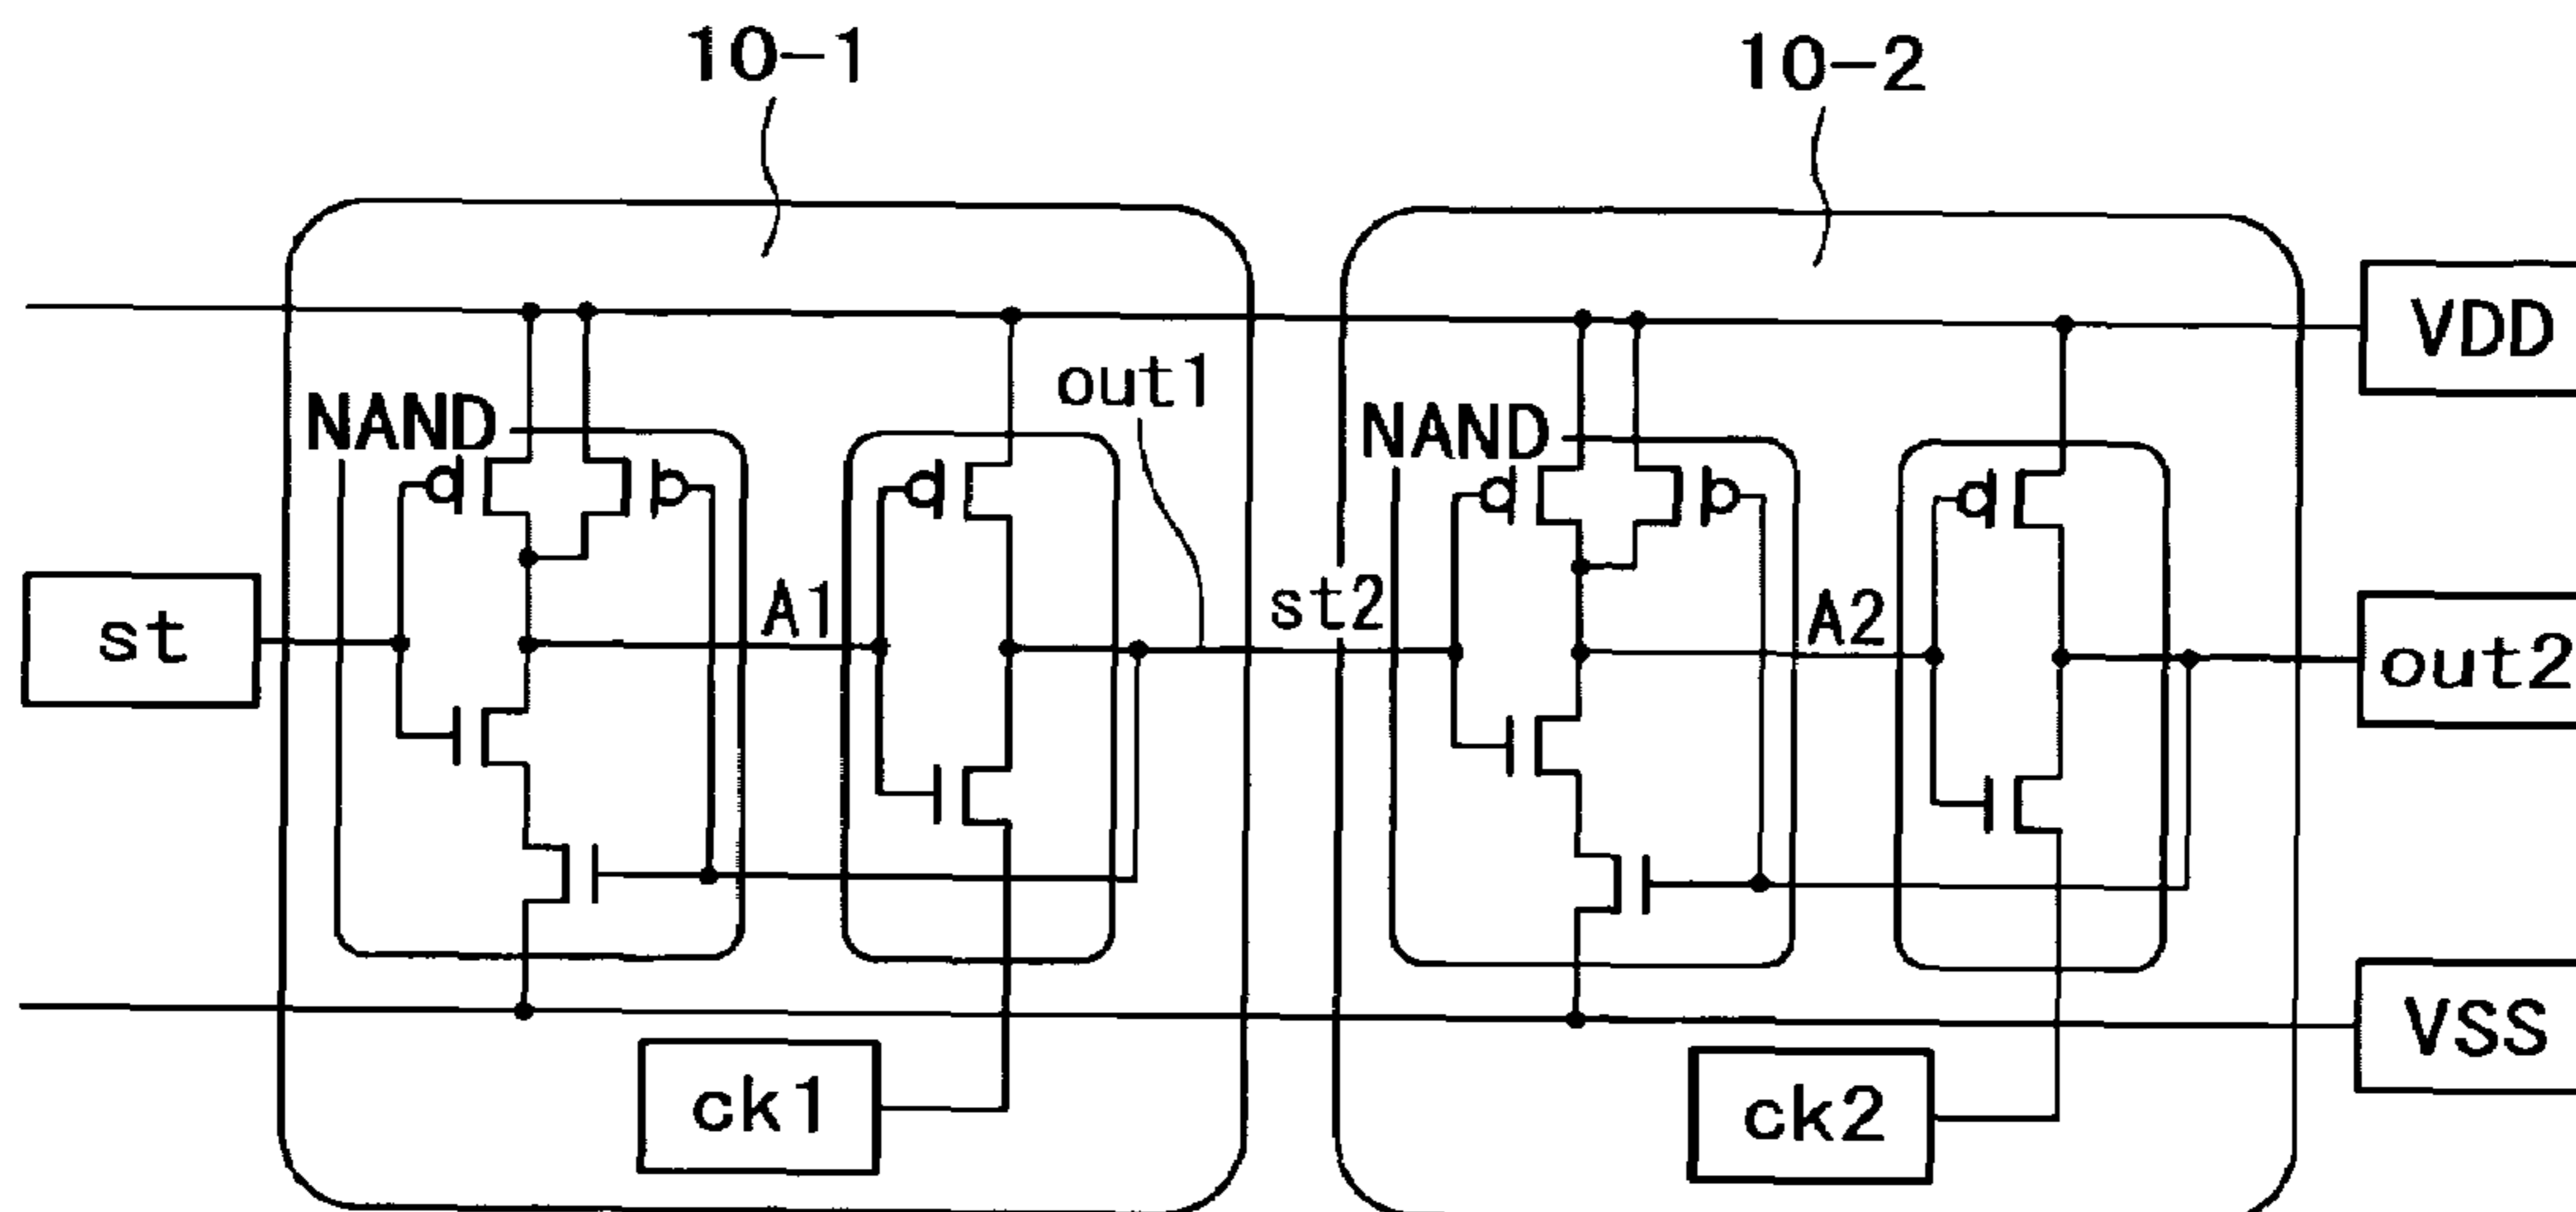 10-1
10-2
VDD
out1
NAND
NAND
st
A1
st2
A2
out2
VSS
ck1
ck2